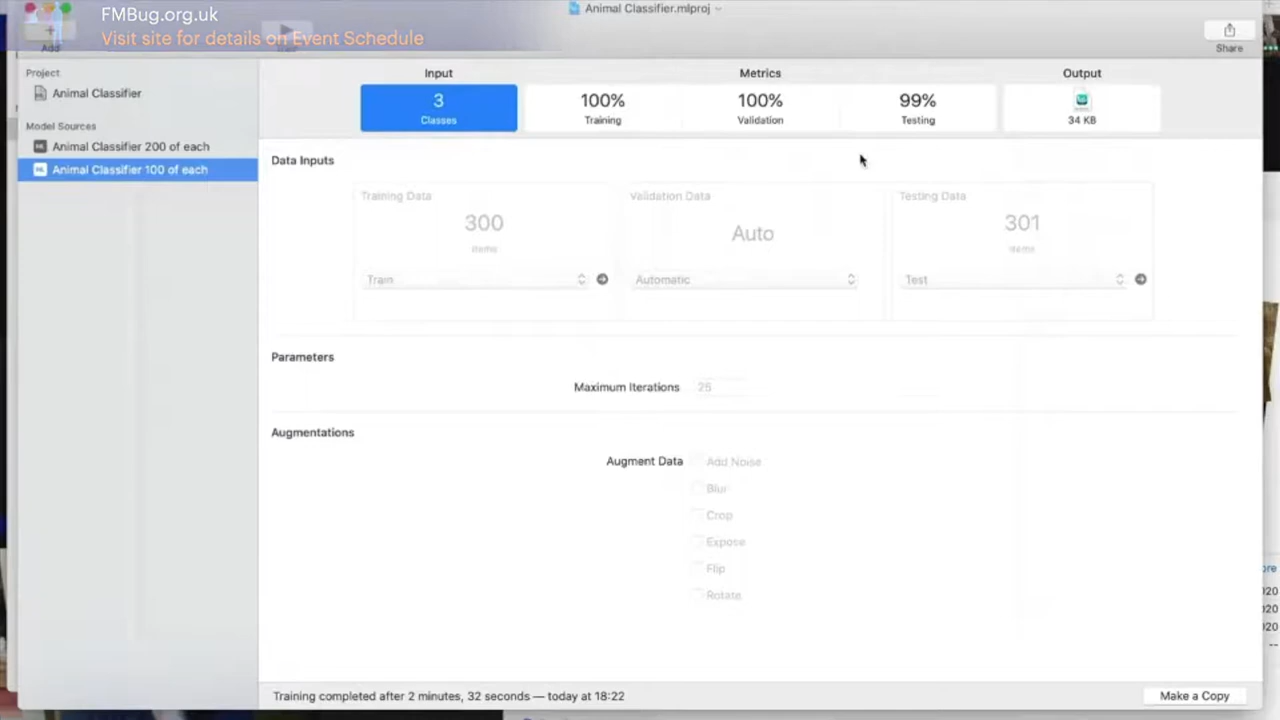 FMBug.org.uk
Visit site for details on Event Schedule
Animal Classifier.mlproj
Add
Share
Project
Animal Classifier
Model Sources
Animal Classifier 200 of each
Animal Classifier 100 of each
Input
Metrics
Output
3
Classes
100%
Training
100%
Validation
99%
Testing
34 KB
Data Inputs
Training Data
300
items
Train
Validation Data
Auto
Automatic
Testing Data
301
items
Test
Parameters
Maximum Iterations 25
Augmentations
Augment Data
Add Noise
Blur
Crop
Expose
Flip
Rotate
Training completed after 2 minutes, 32 seconds — today at 18:22
Make a Copy